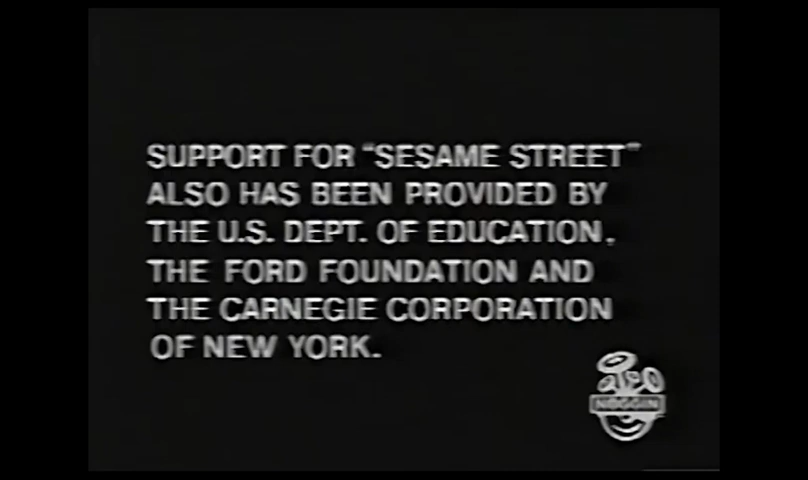 SUPPORT FOR "SESAME STREET"
ALSO HAS BEEN PROVIDED BY
THE U.S. DEPT. OF EDUCATION,
THE FORD FOUNDATION AND
THE CARNEGIE CORPORATION
OF NEW YORK.
NOGGIN